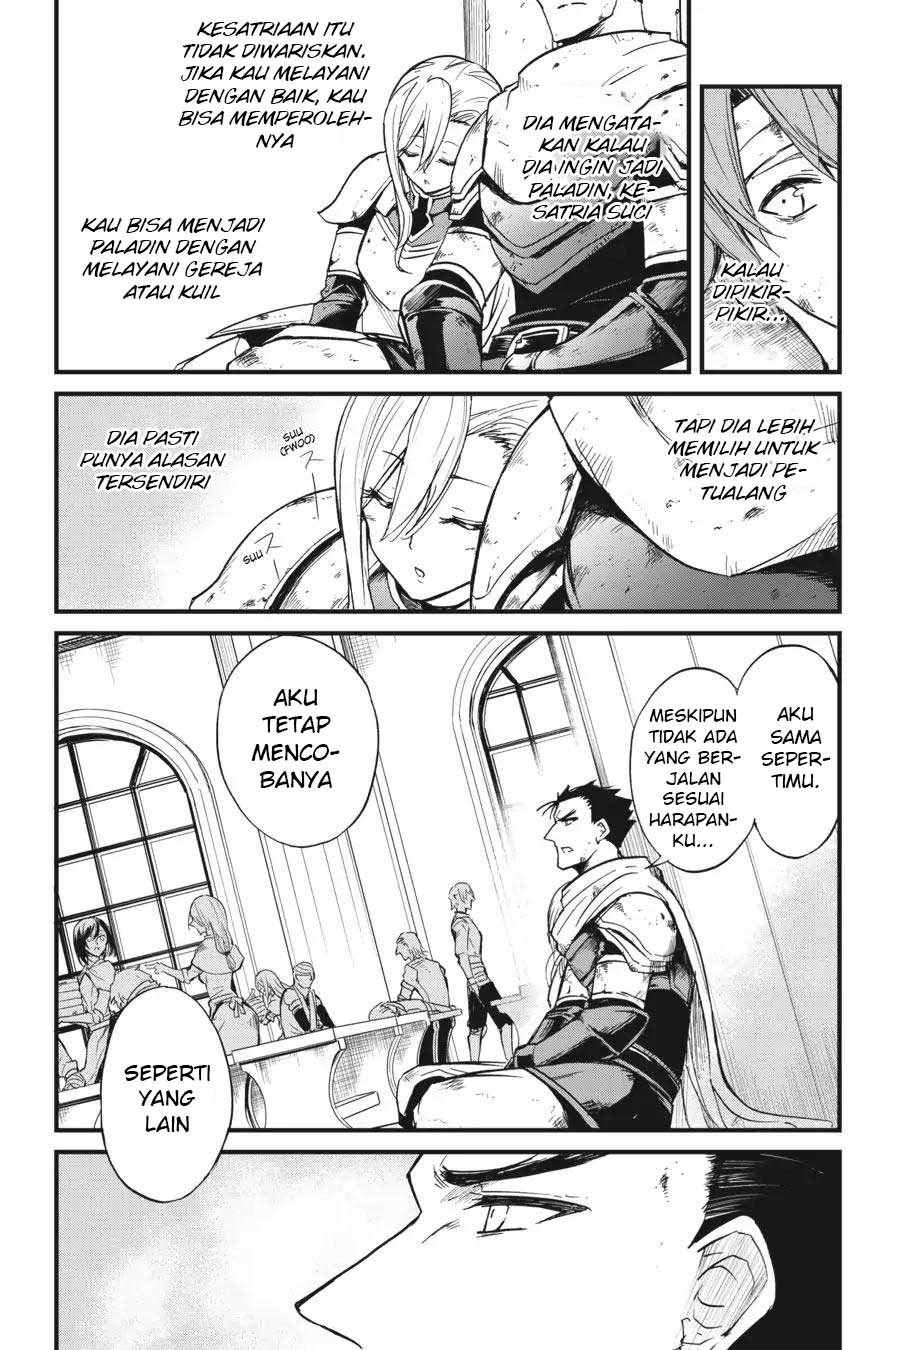 KALAU
DIPIKIR-
PIKIR...
DIA MENGATA-
KAN KALAU
DIA INGIN JADI
PALADIN, KE-
SATRIA SUCI
KESATRIAAN ITU
TIDAK DIWARISKAN.
JIKA KAU MELAYANI
DENGAN BAIK, KAU
BISA MEMPEROLEH-
NYA
KAU BISA MENJADI
PALADIN DENGAN
MELAYANI GEREJA
ATAU KUIL
TAPI DIA LEBIH
MEMILIH UNTUK
MENJADI PE-
TUALANG
SUU
(FWOO)
ス
SUU
ス
DIA PASTI
PUNYA ALASAN
TERSENDIRI
AKU
SAMA
SEPER-
TIMU.
MESKIPUN
TIDAK ADA
YANG BER-
JALAN
SESUAI
HARAPAN-
KU...
AKU
TETAP
MENCO-
BANYA
SEPERTI
YANG
LAIN